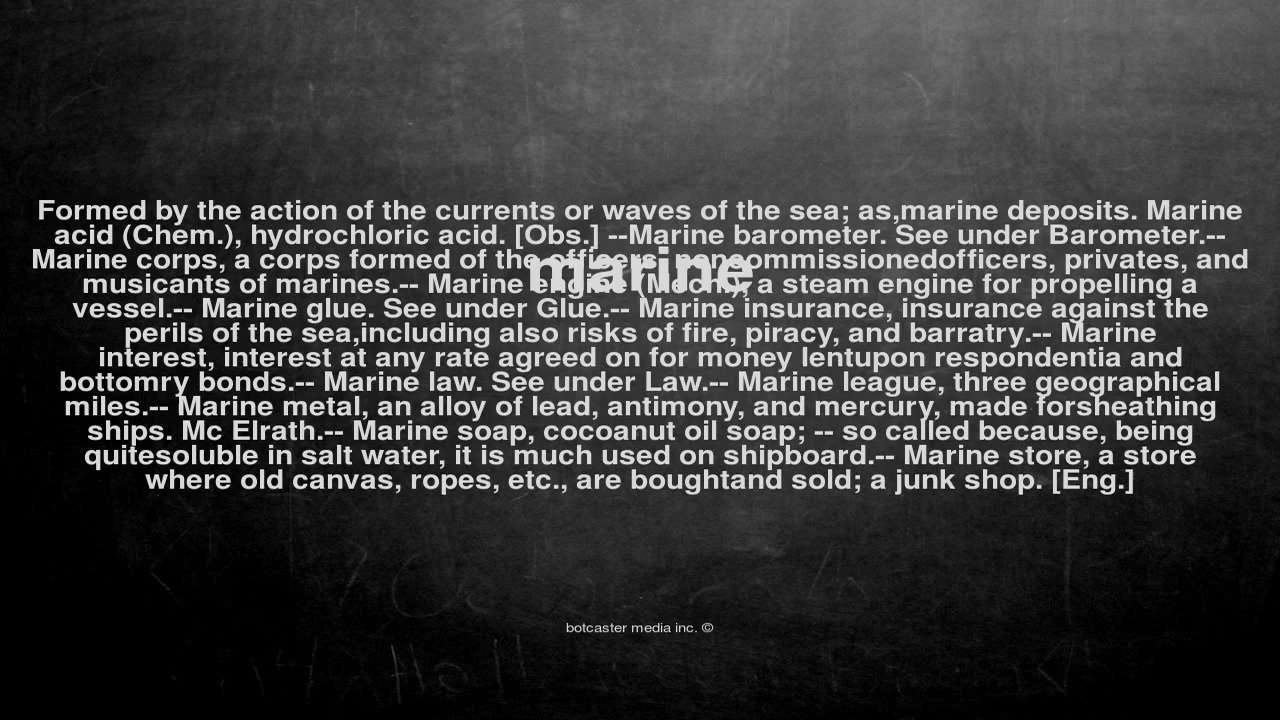 Formed by the action of the currents or waves of the sea; as,marine deposits. Marine
acid (Chem.), hydrochloric acid. [Obs.] --Marine barometer. See under Barometer.--
Marine corps, a corps formed of the officers, noncommissionedofficers, privates, and
marine
musicants of marines.-- Marine engine (Mech.), a steam engine for propelling a
vessel.-- Marine glue. See under Glue.-- Marine insurance, insurance against the
perils of the sea,including also risks of fire, piracy, and barratry.-- Marine
interest, interest at any rate agreed on for money lentupon respondentia and
bottomry bonds.-- Marine law. See under Law.-- Marine league, three geographical
miles.-- Marine metal, an alloy of lead, antimony, and mercury, made forsheathing
ships. Mc Elrath.-- Marine soap, cocoanut oil soap; -- so called because, being
quitesoluble in salt water, it is much used on shipboard.-- Marine store, a store
where old canvas, ropes, etc., are boughtand sold; a junk shop. [Eng.]
botcaster media inc. ©